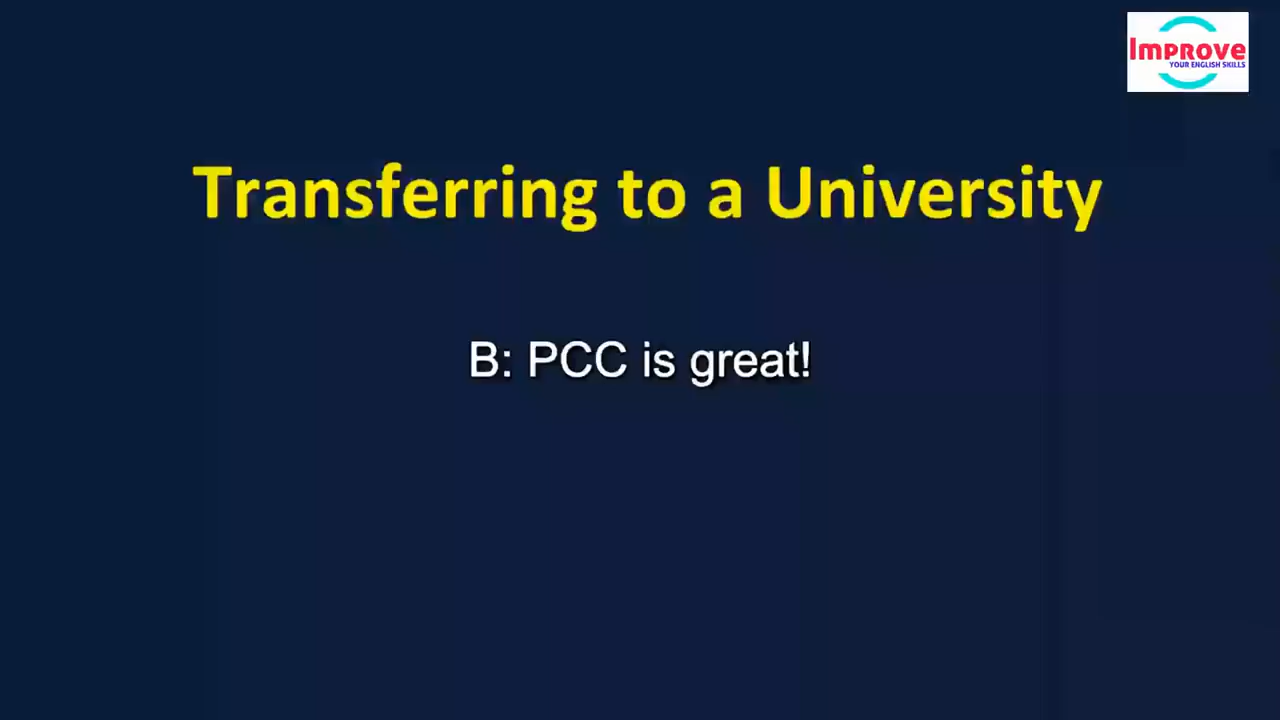 Improve
YOUR ENGLISH SKILLS
Transferring to a University
B: PCC is great!